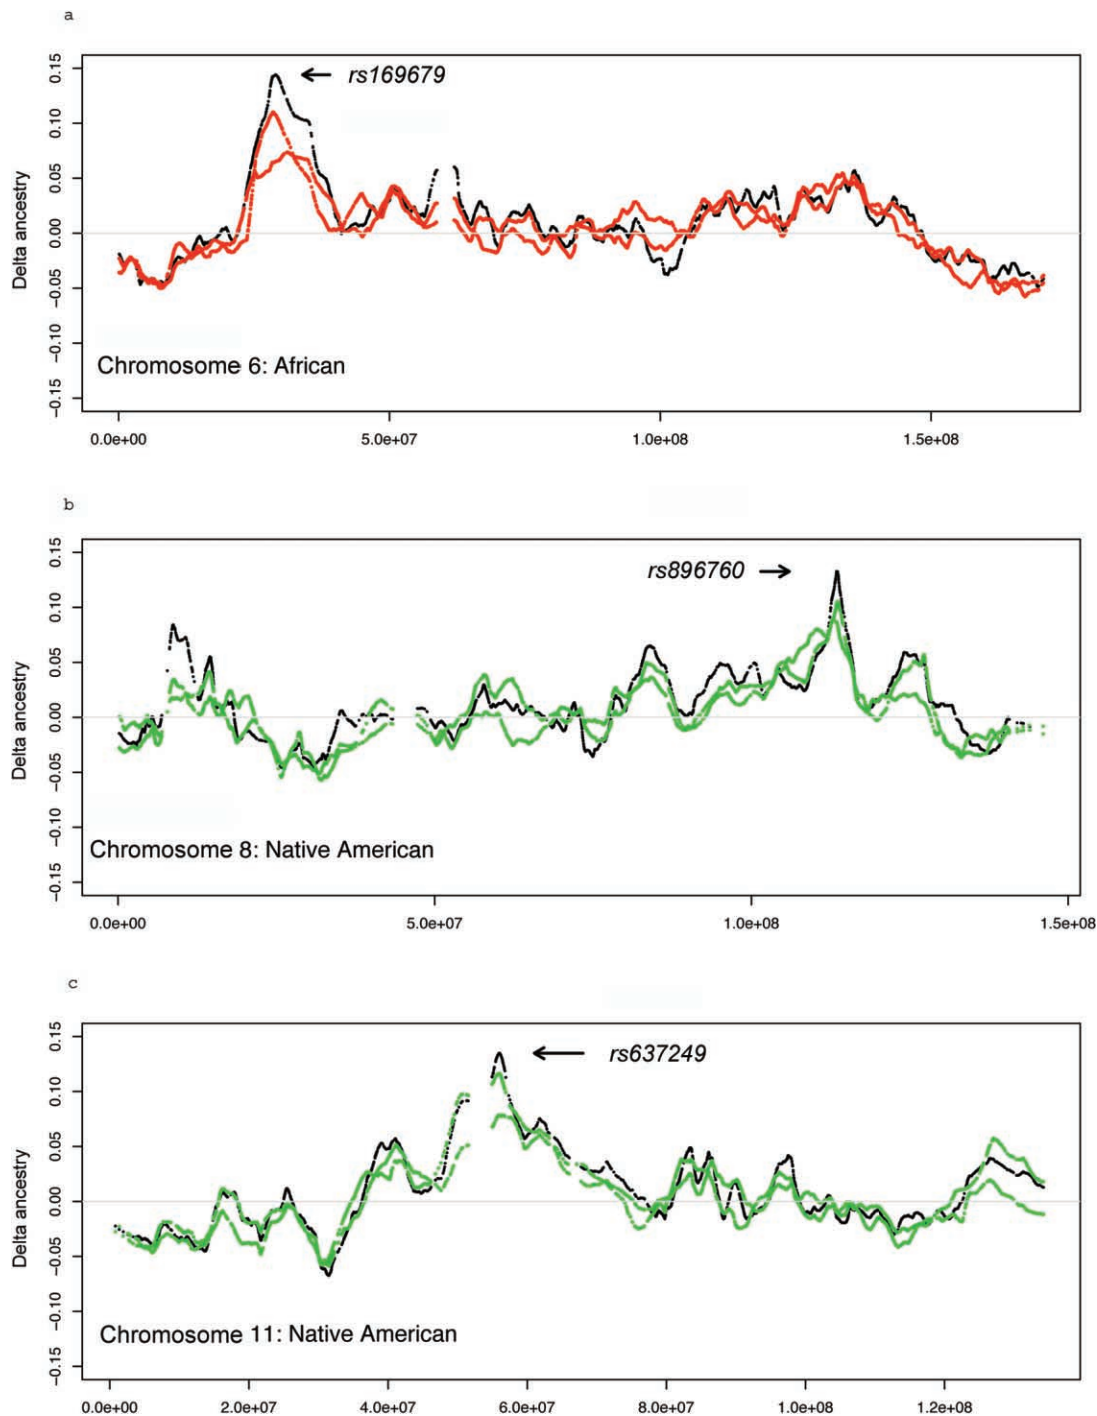 a
rs169679
0.15
0.10
0.05
0.00
−0.05
−0.10
−0.15
Delta ancestry
Chromosome 6: African
0.0e+00 5.0e+07 1.0e+08 1.5e+08
b
rs896760
0.15
0.10
0.05
0.00
−0.05
−0.10
−0.15
Delta ancestry
Chromosome 8: Native American
0.0e+00 5.0e+07 1.0e+08 1.5e+08
c
rs637249
0.15
0.10
0.05
0.00
−0.05
−0.10
−0.15
Delta ancestry
Chromosome 11: Native American
0.0e+00 2.0e+07 4.0e+07 6.0e+07 8.0e+07 1.0e+08 1.2e+08